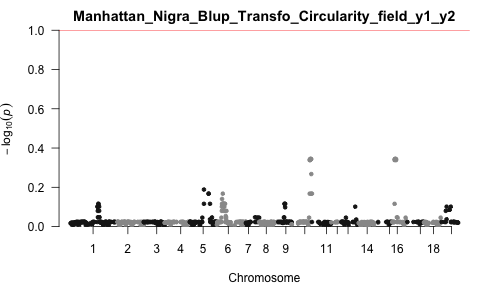 Manhattan_Nigra_Blup_Transfo_Circularity_field_y1_y2
1.0
0.8
0.6
0.4
0.2
0.0
− log₁₀(p)
1 2 3 4 5 6 7 8 9 11 14 16 18
Chromosome